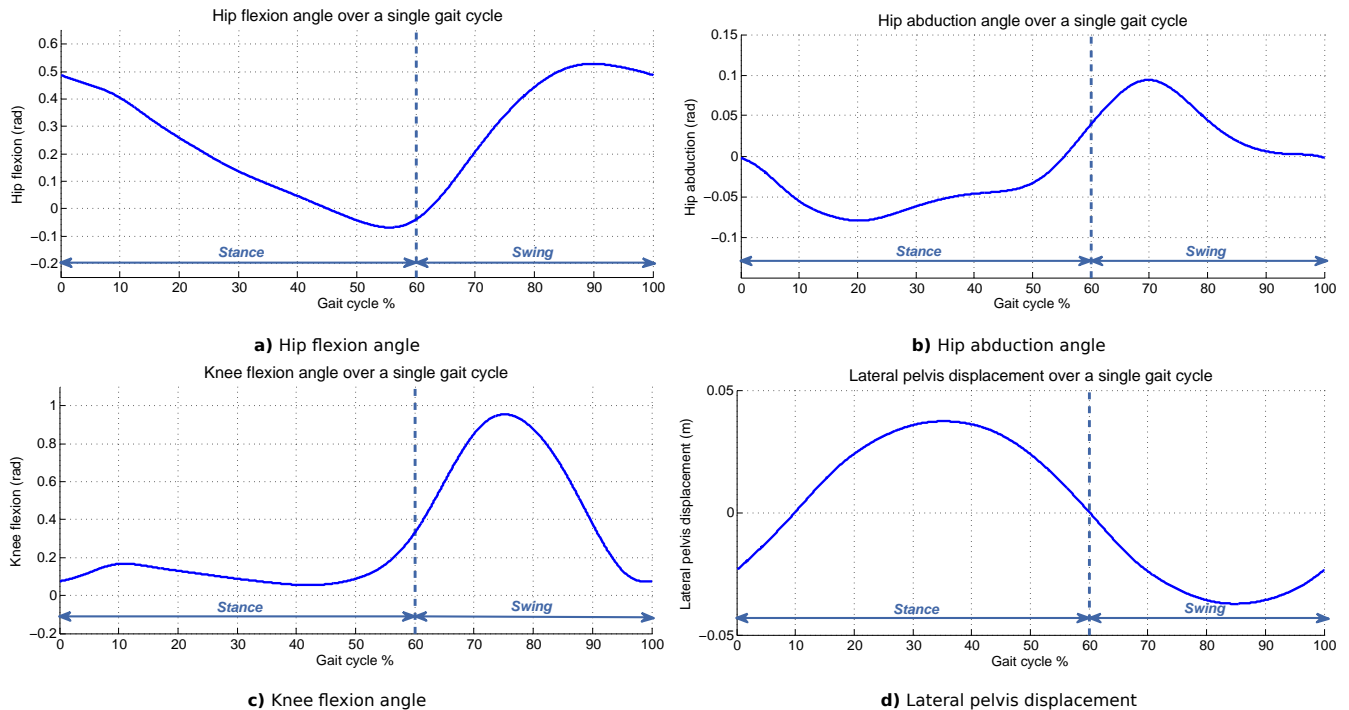 Hip flexion angle over a single gait cycle
0.6
0.5
0.4
0.3
0.2
0.1
0
−0.1
−0.2
Hip flexion (rad)
Stance
Swing
0 10 20 30 40 50 60 70 80 90 100
Gait cycle %
a) Hip flexion angle
Hip abduction angle over a single gait cycle
0.15
0.1
0.05
0
−0.05
−0.1
Hip abduction (rad)
Stance
Swing
0 10 20 30 40 50 60 70 80 90 100
Gait cycle %
b) Hip abduction angle
Knee flexion angle over a single gait cycle
1
0.8
0.6
0.4
0.2
0
−0.2
Knee flexion (rad)
Stance
Swing
0 10 20 30 40 50 60 70 80 90 100
Gait cycle %
c) Knee flexion angle
Lateral pelvis displacement over a single gait cycle
0.05
0
−0.05
Lateral pelvis displacement (m)
Stance
Swing
0 10 20 30 40 50 60 70 80 90 100
Gait cycle %
d) Lateral pelvis displacement